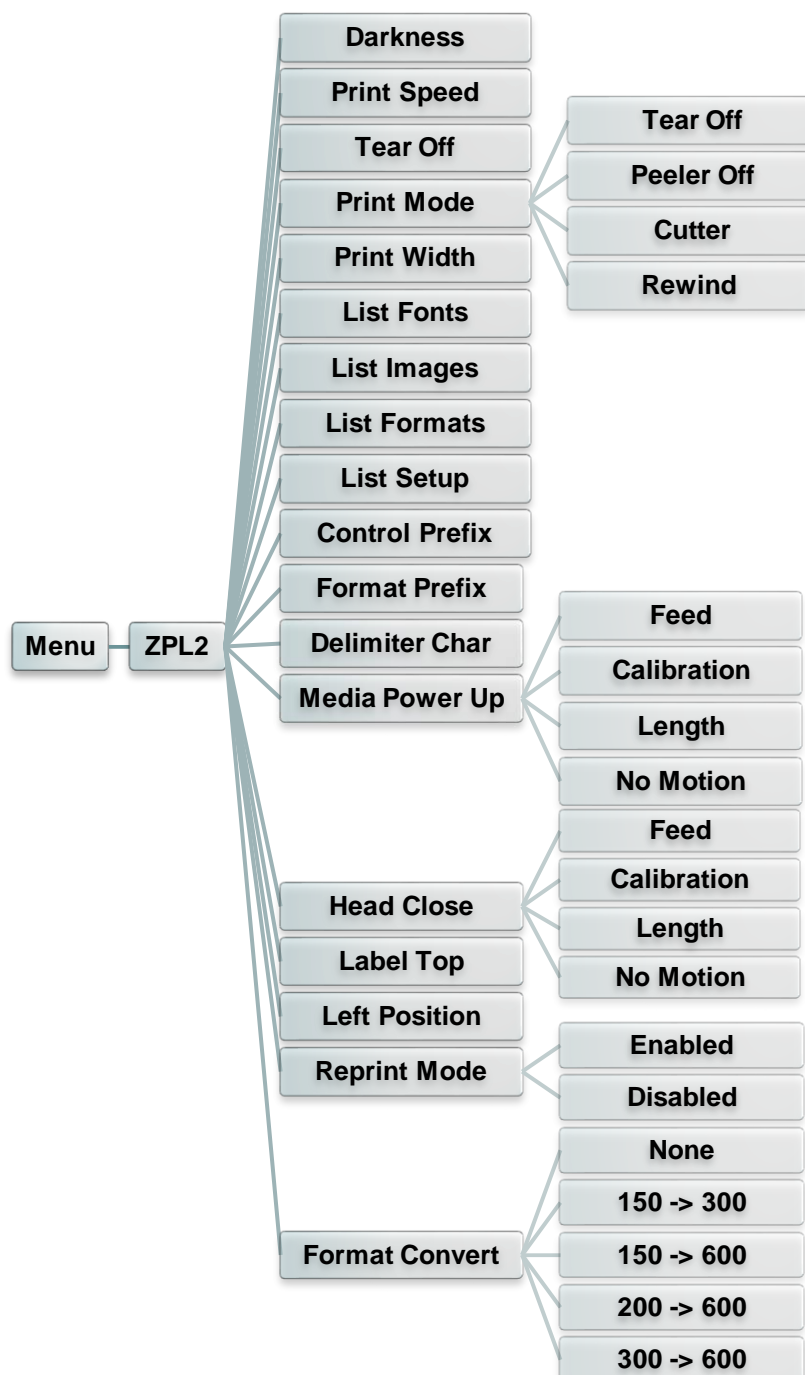 Menu
ZPL2
Darkness
Print Speed
Tear Off
Print Mode
Tear Off
Peeler Off
Cutter
Rewind
Print Width
List Fonts
List Images
List Formats
List Setup
Control Prefix
Format Prefix
Delimiter Char
Media Power Up
Feed
Calibration
Length
No Motion
Head Close
Feed
Calibration
Length
No Motion
Label Top
Left Position
Reprint Mode
Enabled
Disabled
Format Convert
None
150 -> 300
150 -> 600
200 -> 600
300 -> 600